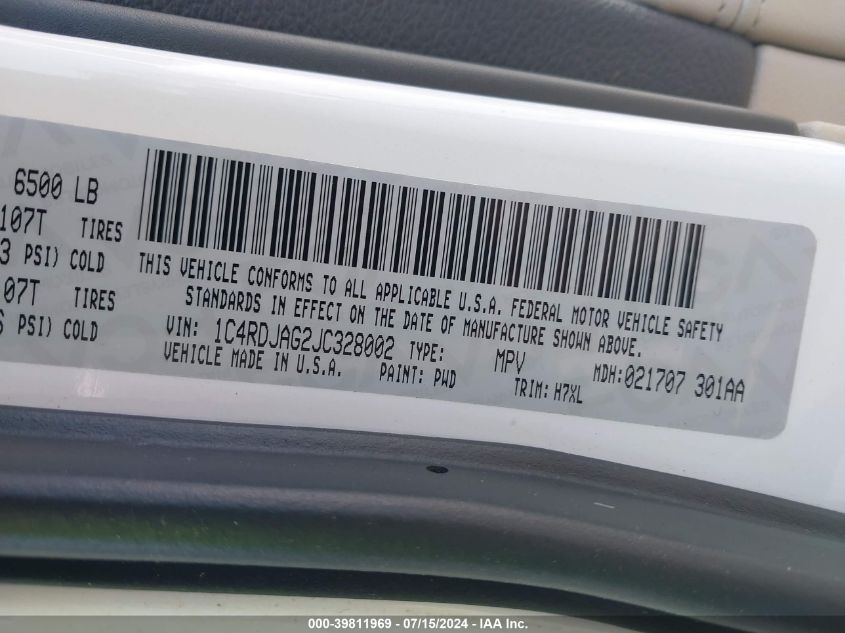 6500 LB
107T TIRES
3 PSI) COLD
07T TIRES
PSI) COLD
THIS VEHICLE CONFORMS TO ALL APPLICABLE U.S.A. FEDERAL MOTOR VEHICLE SAFETY
STANDARDS IN EFFECT ON THE DATE OF MANUFACTURE SHOWN ABOVE.
VIN: 1C4RDJAG2JC328002 TYPE: MPV MDH:021707 301AA
VEHICLE MADE IN U.S.A. PAINT: PWD TRIM: H7XL
000-39811969 / 07/15/2024 - IAA Inc.